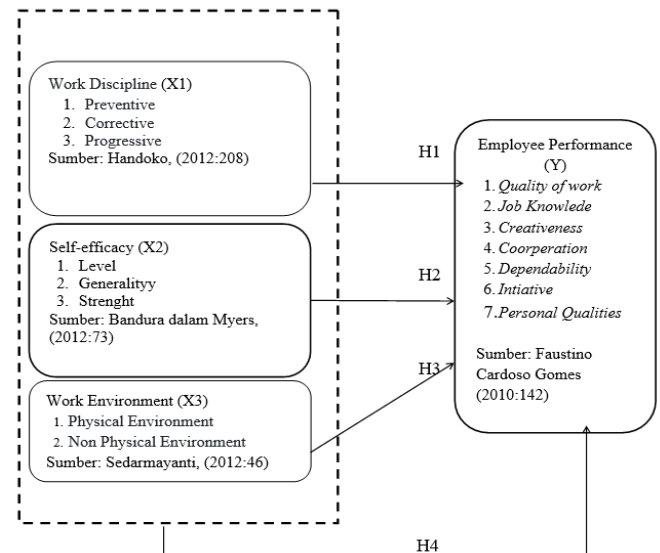 Work Discipline (X1)
1. Preventive
2. Corrective
3. Progressive
Sumber: Handoko, (2012:208)
Self-efficacy (X2)
1. Level
2. Generalityy
3. Strenght
Sumber: Bandura dalam Myers,
(2012:73)
Work Environment (X3)
1. Physical Environment
2. Non Physical Environment
Sumber: Sedarmayanti, (2012:46)
H1
H2
H3
H4
Employee Performance
(Y)
1. Quality of work
2. Job Knowlede
3. Creativeness
4. Coorperation
5. Dependability
6. Intiative
7. Personal Qualities
Sumber: Faustino
Cardoso Gomes
(2010:142)